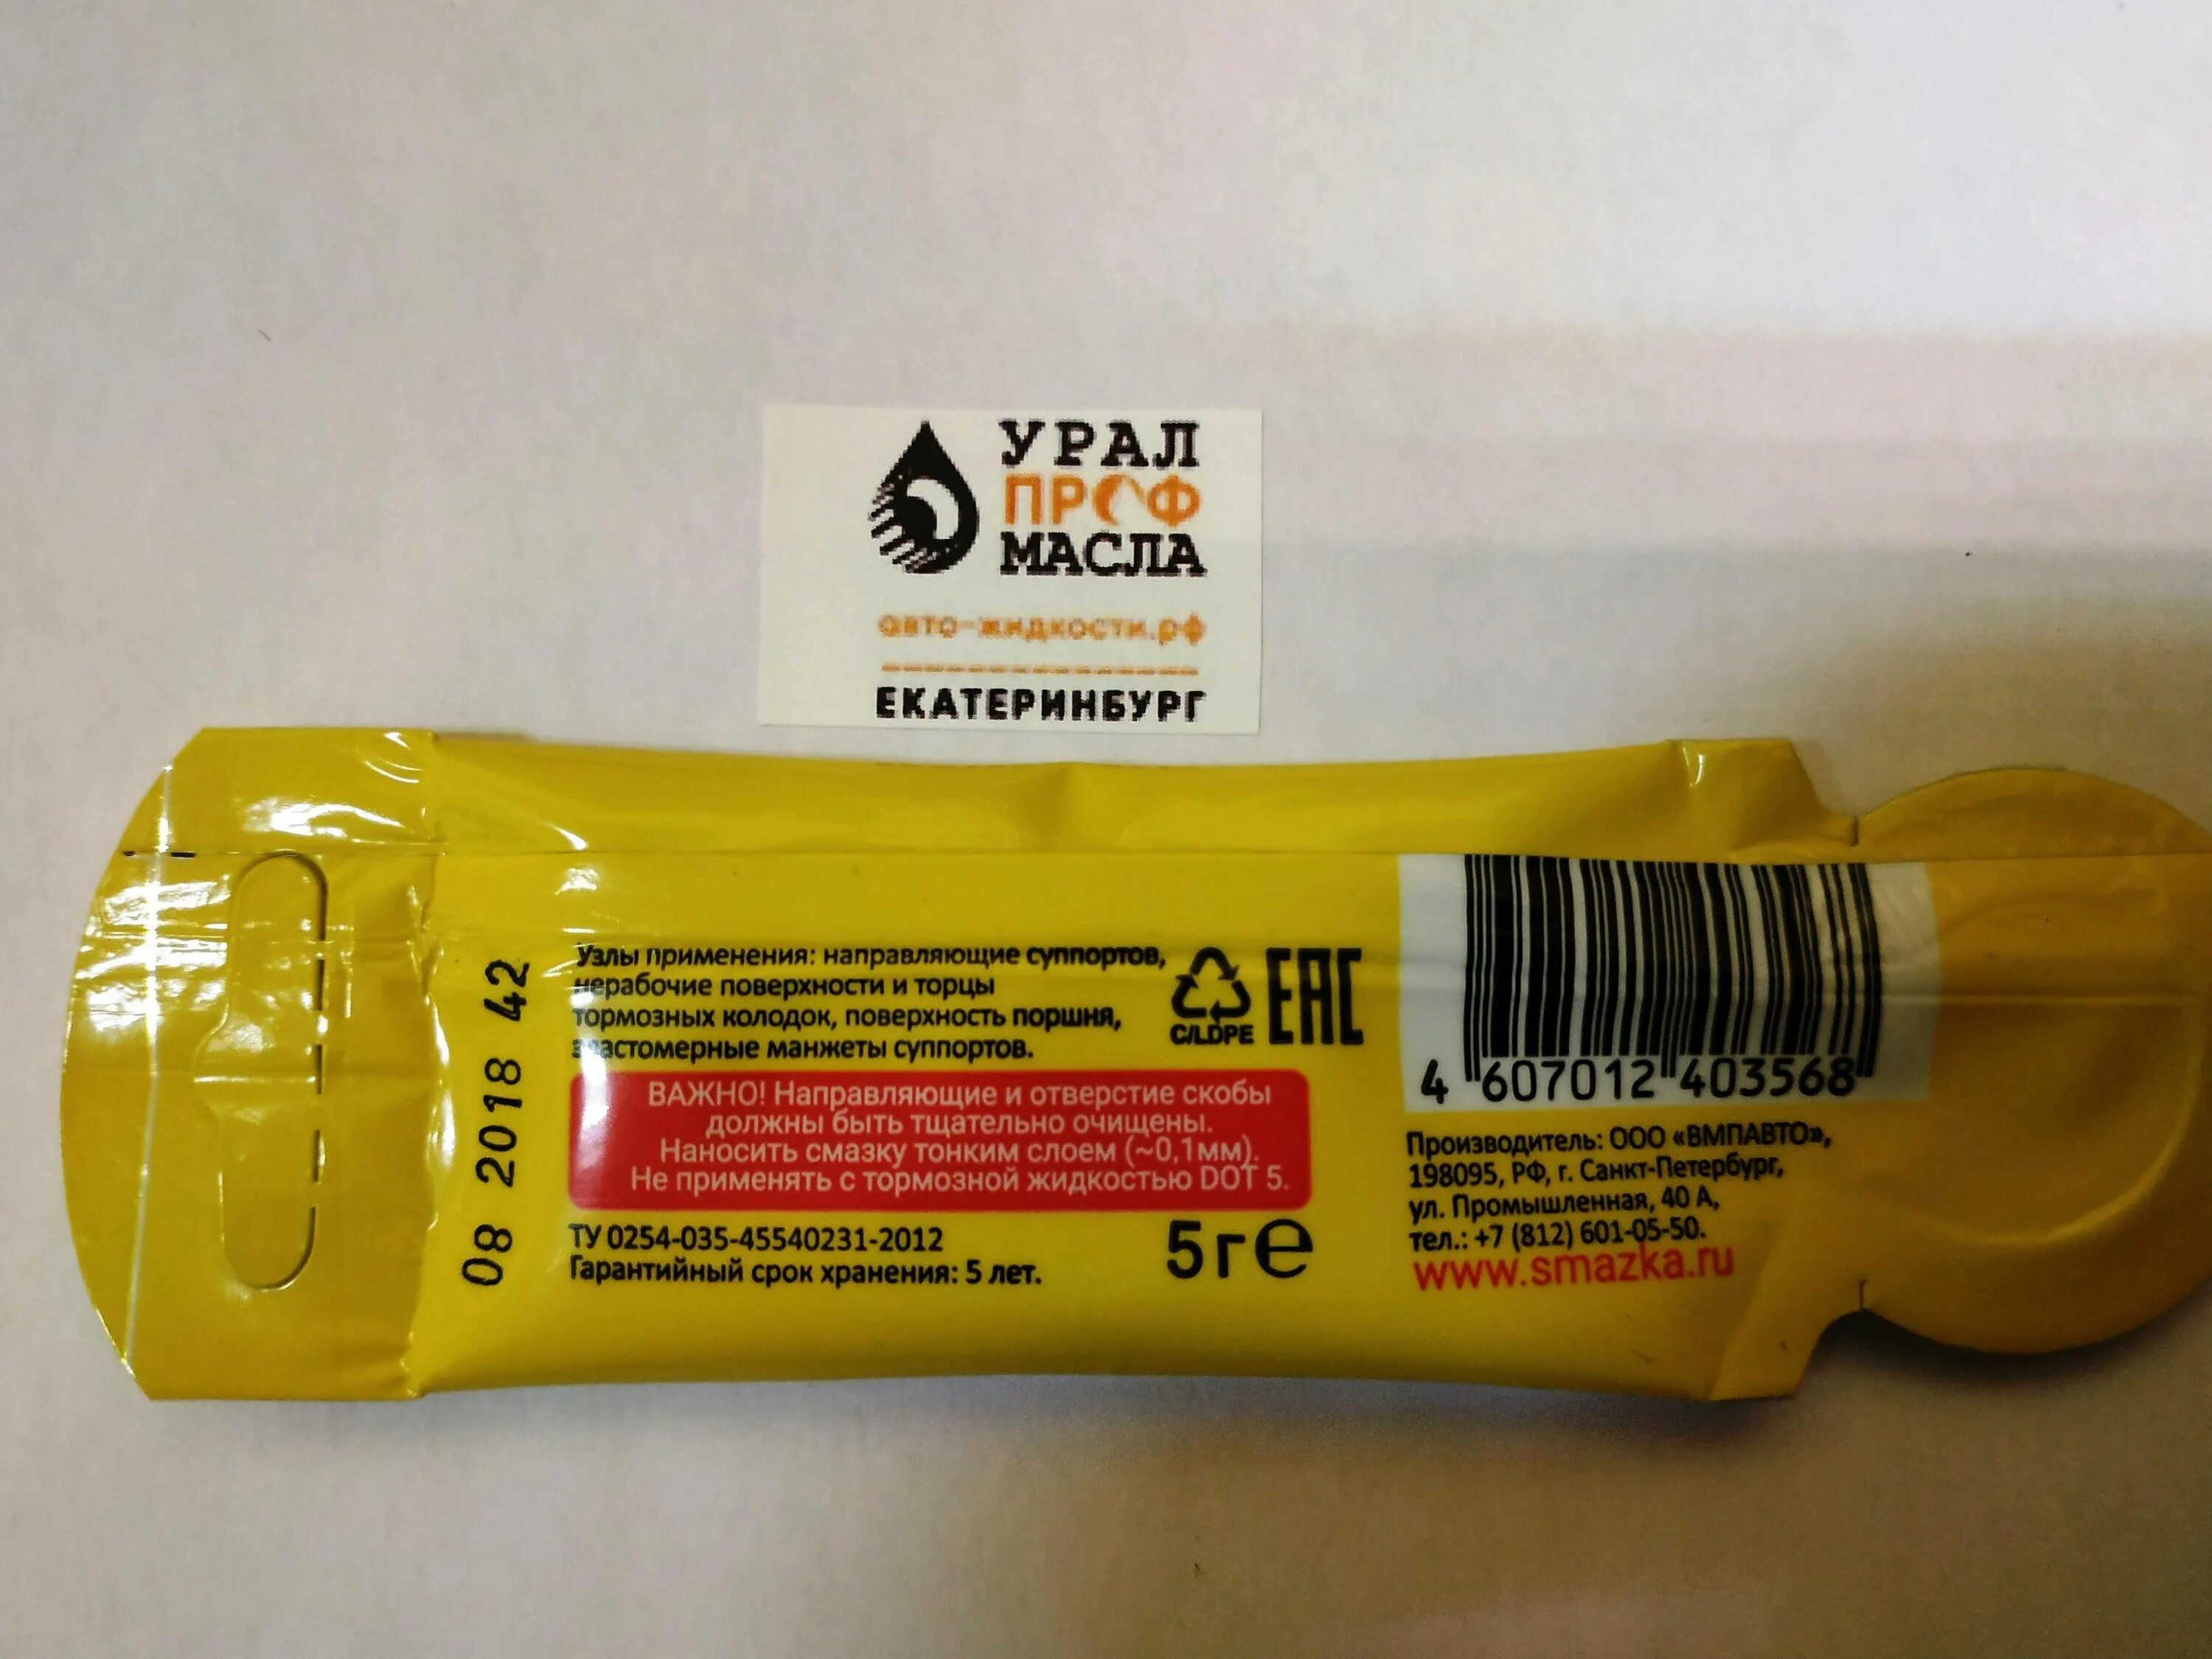 УРАЛ
ПРОФ
МАСЛА
авто-жидкости.рф
ЕКАТЕРИНБУРГ
08 2018 42
Узлы применения: направляющие суппортов,
нерабочие поверхности и торцы
тормозных колодок, поверхность поршня,
эластомерные манжеты суппортов.
C/LDPE
EAC
ВАЖНО! Направляющие и отверстие скобы
должны быть тщательно очищены.
Наносить смазку тонким слоем (~0,1мм).
Не применять с тормозной жидкостью DOT 5.
ТУ 0254-035-45540231-2012
Гарантийный срок хранения: 5 лет.
5г℮
4 607012 403568
Производитель: ООО «ВМПАВТО»,
198095, РФ, г. Санкт-Петербург,
ул. Промышленная, 40 А,
тел.: +7 (812) 601-05-50.
www.smazka.ru